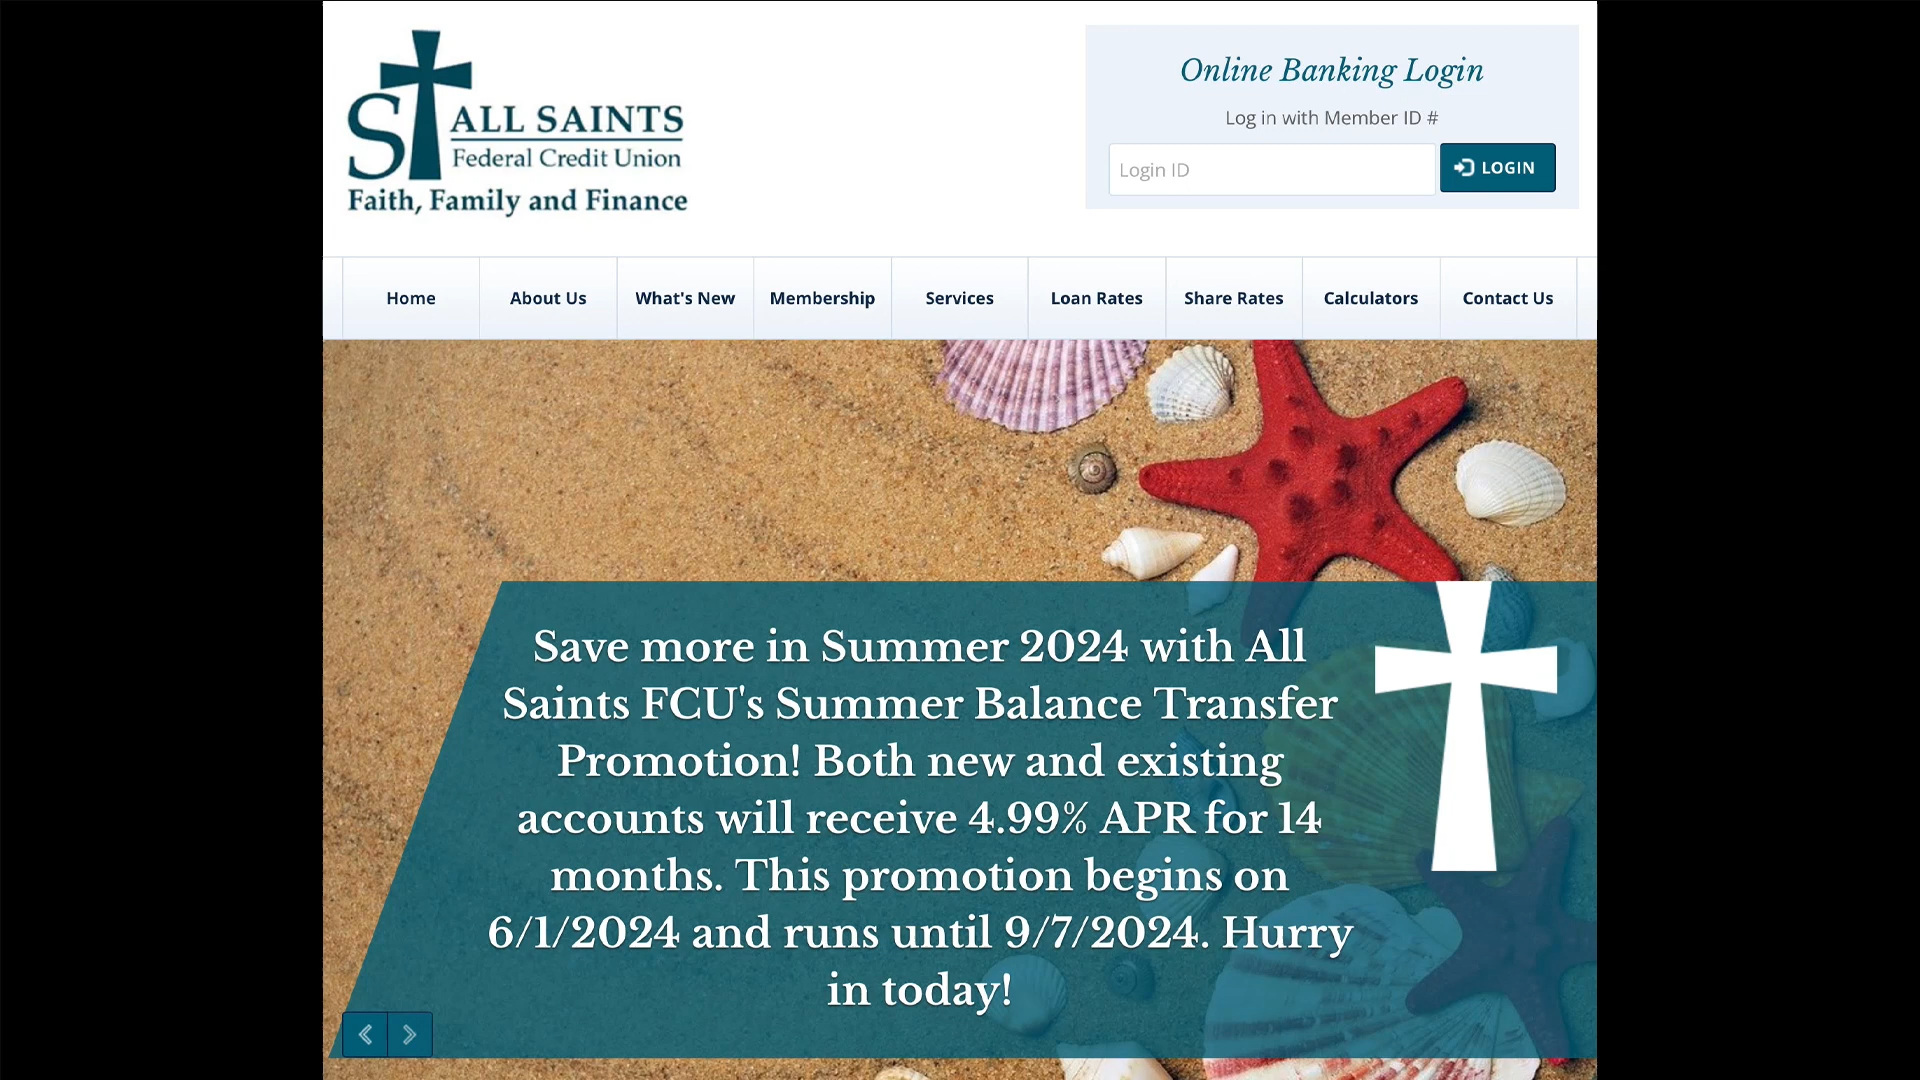 ST ALL SAINTS
Federal Credit Union
Faith, Family and Finance
Online Banking Login
Log in with Member ID #
Login ID
LOGIN
Home
About Us
What's New
Membership
Services
Loan Rates
Share Rates
Calculators
Contact Us
Save more in Summer 2024 with All
Saints FCU's Summer Balance Transfer
Promotion! Both new and existing
accounts will receive 4.99% APR for 14
months. This promotion begins on
6/1/2024 and runs until 9/7/2024. Hurry
in today!